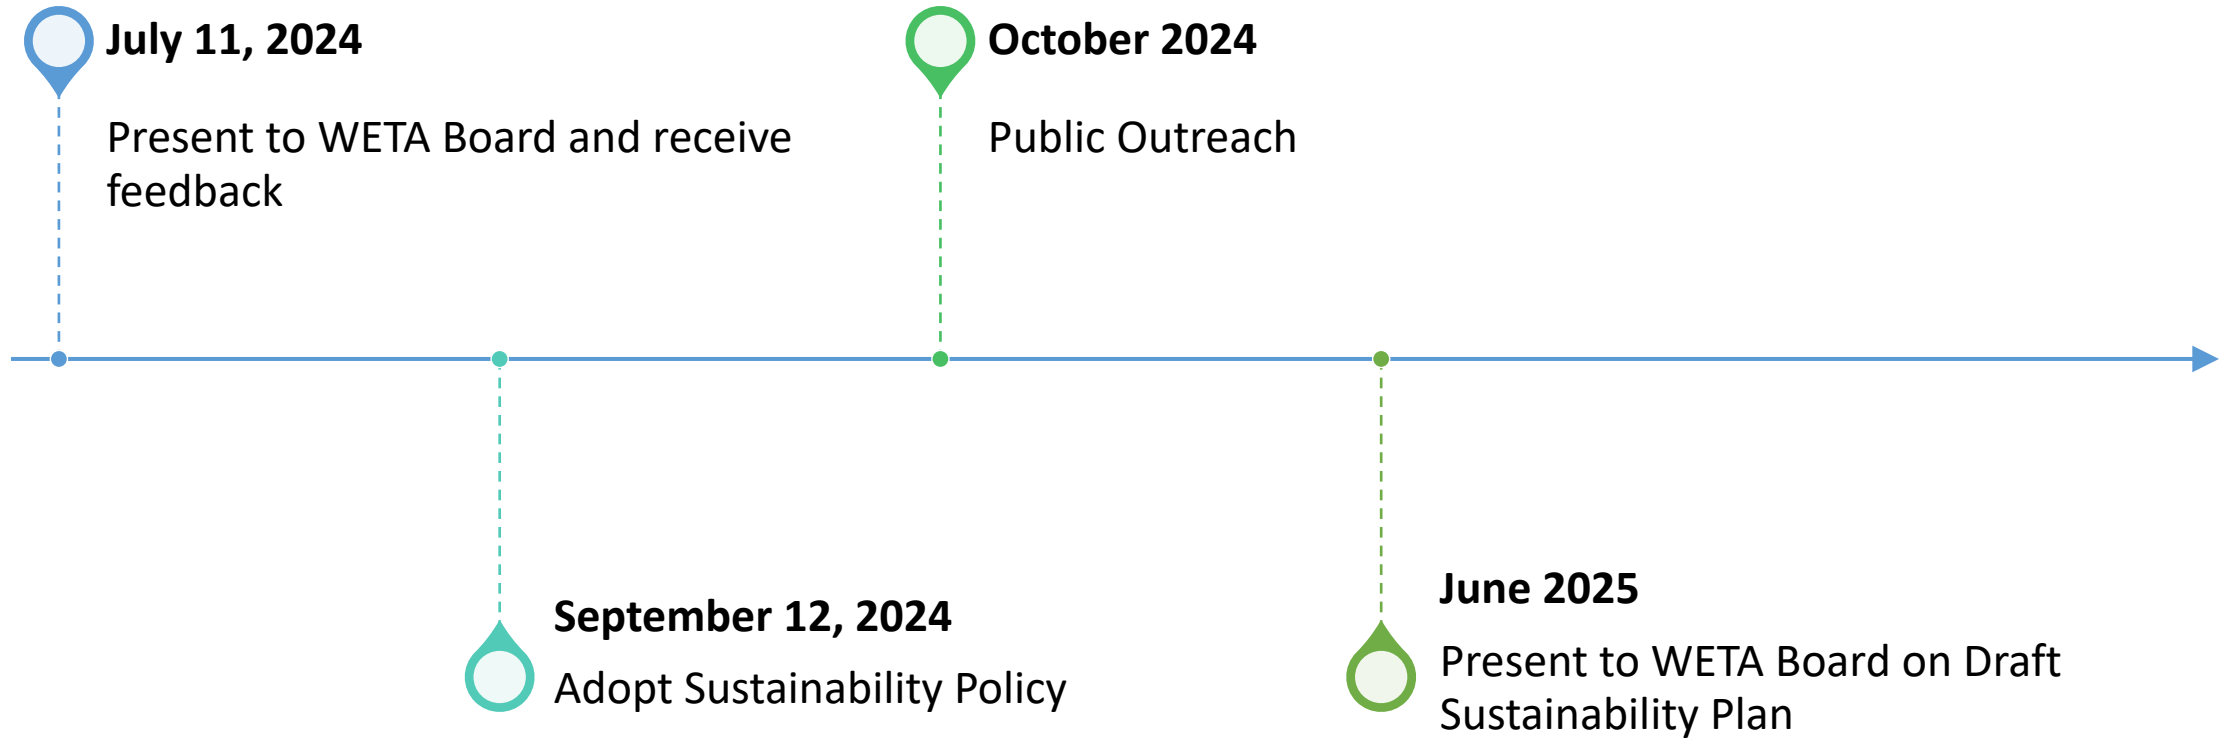 July 11, 2024
Present to WETA Board and receive
feedback
September 12, 2024
Adopt Sustainability Policy
October 2024
Public Outreach
June 2025
Present to WETA Board on Draft
Sustainability Plan